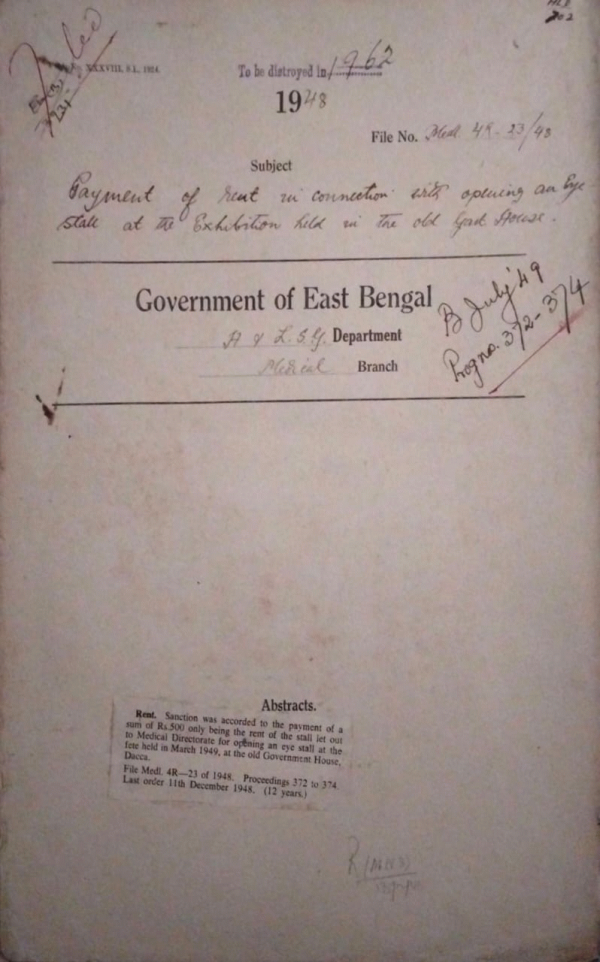 XXXVIII, B.L. 1924.
To be distroyed in 1962
1948
File No. Medl. 4R-23/48
Subject
Payment of rent in connection with opening an Eye-
stall at the Exhibition held in the old Govt House.
Government of East Bengal
H & L.S.G. Department
Medical Branch
B July '49
Prog no. 372-374
Abstracts.
Rent. Sanction was accorded to the payment of a
sum of Rs.500 only being the rent of the stall let out
to Medical Directorate for opening an eye stall at the
fete held in March 1949, at the old Government House,
Dacca.
File Medl. 4R—23 of 1948. Proceedings 372 to 374.
Last order 11th December 1948. (12 years.)